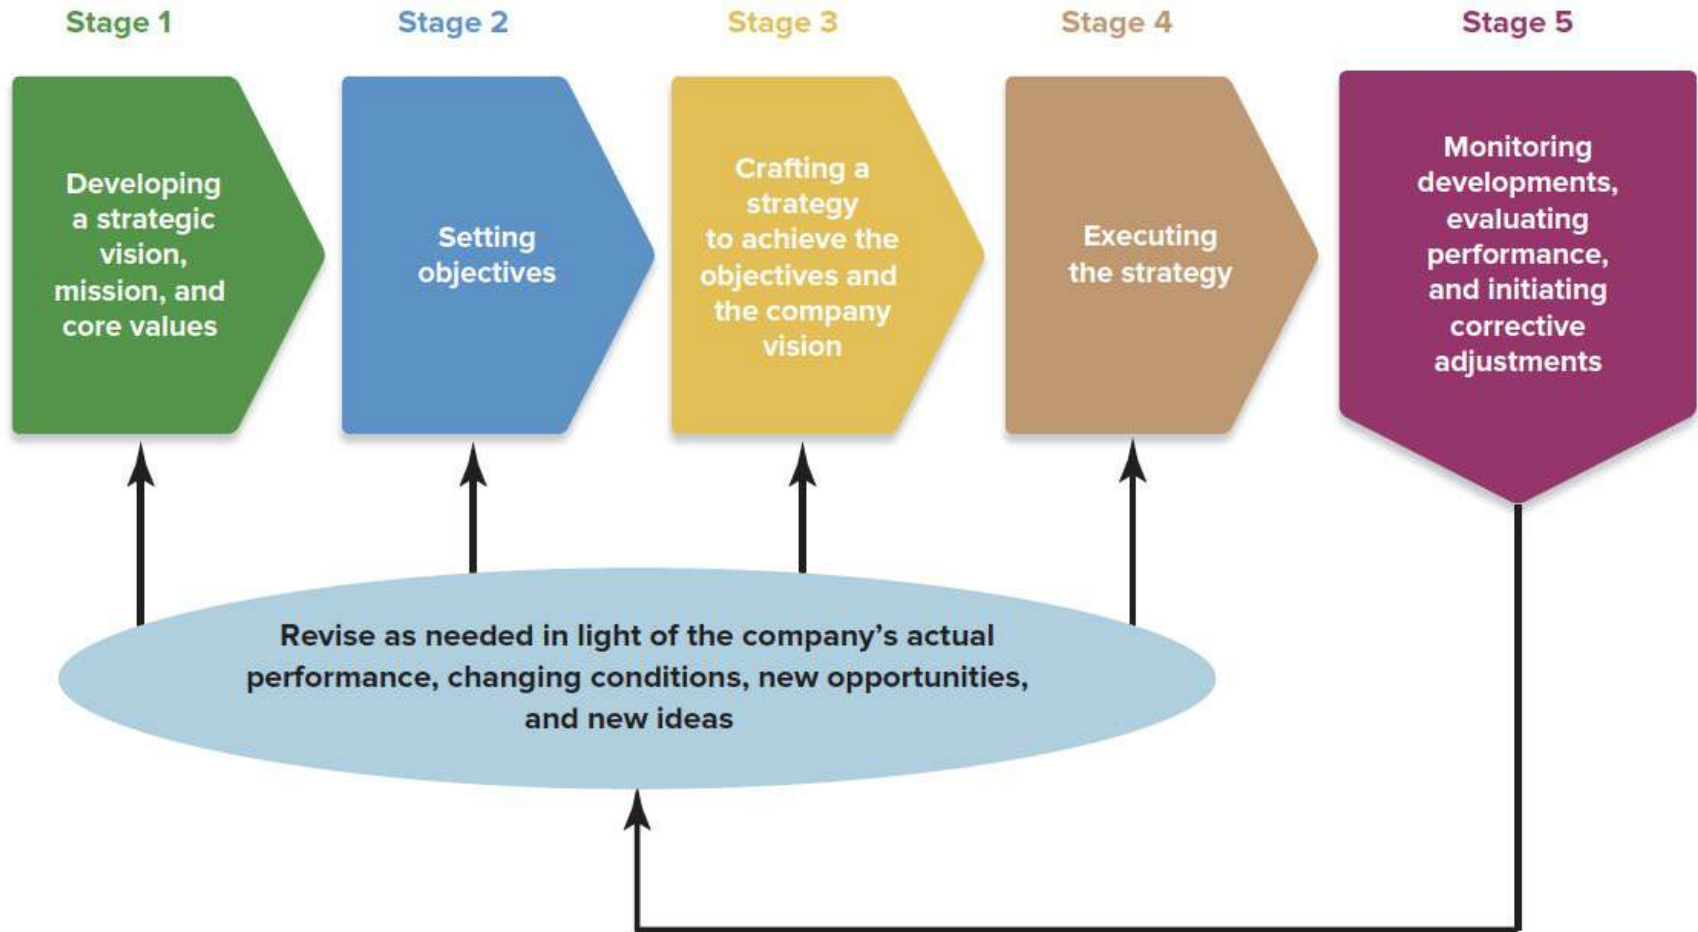 Stage 1
Stage 2
Stage 3
Stage 4
Stage 5
Developing
a strategic
vision,
mission, and
core values
Setting
objectives
Crafting a
strategy
to achieve the
objectives and
the company
vision
Executing
the strategy
Monitoring
developments,
evaluating
performance,
and initiating
corrective
adjustments
Revise as needed in light of the company’s actual
performance, changing conditions, new opportunities,
and new ideas